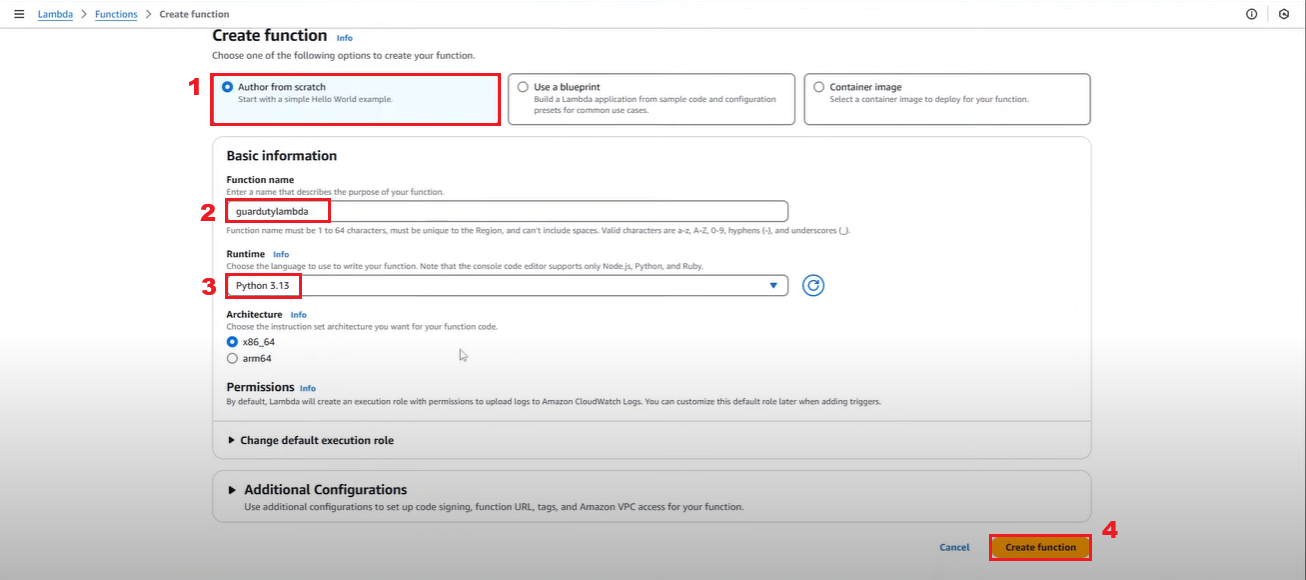 Lambda > Functions > Create function
Create function Info
Choose one of the following options to create your function.
1
Author from scratch
Start with a simple Hello World example.
Use a blueprint
Build a Lambda application from sample code and configuration
presets for common use cases.
Container image
Select a container image to deploy for your function.
Basic information
Function name
Enter a name that describes the purpose of your function.
2
guardutylambda
Function name must be 1 to 64 characters, must be unique to the Region, and can't include spaces. Valid characters are a-z, A-Z, 0-9, hyphens (-), and underscores (_).
Runtime Info
Choose the language to use to write your function. Note that the console code editor supports only Node.js, Python, and Ruby.
3
Python 3.13
Architecture Info
Choose the instruction set architecture you want for your function code.
x86_64
arm64
Permissions Info
By default, Lambda will create an execution role with permissions to upload logs to Amazon CloudWatch Logs. You can customize this default role later when adding triggers.
Change default execution role
Additional Configurations
Use additional configurations to set up code signing, function URL, tags, and Amazon VPC access for your function.
4
Cancel
Create function